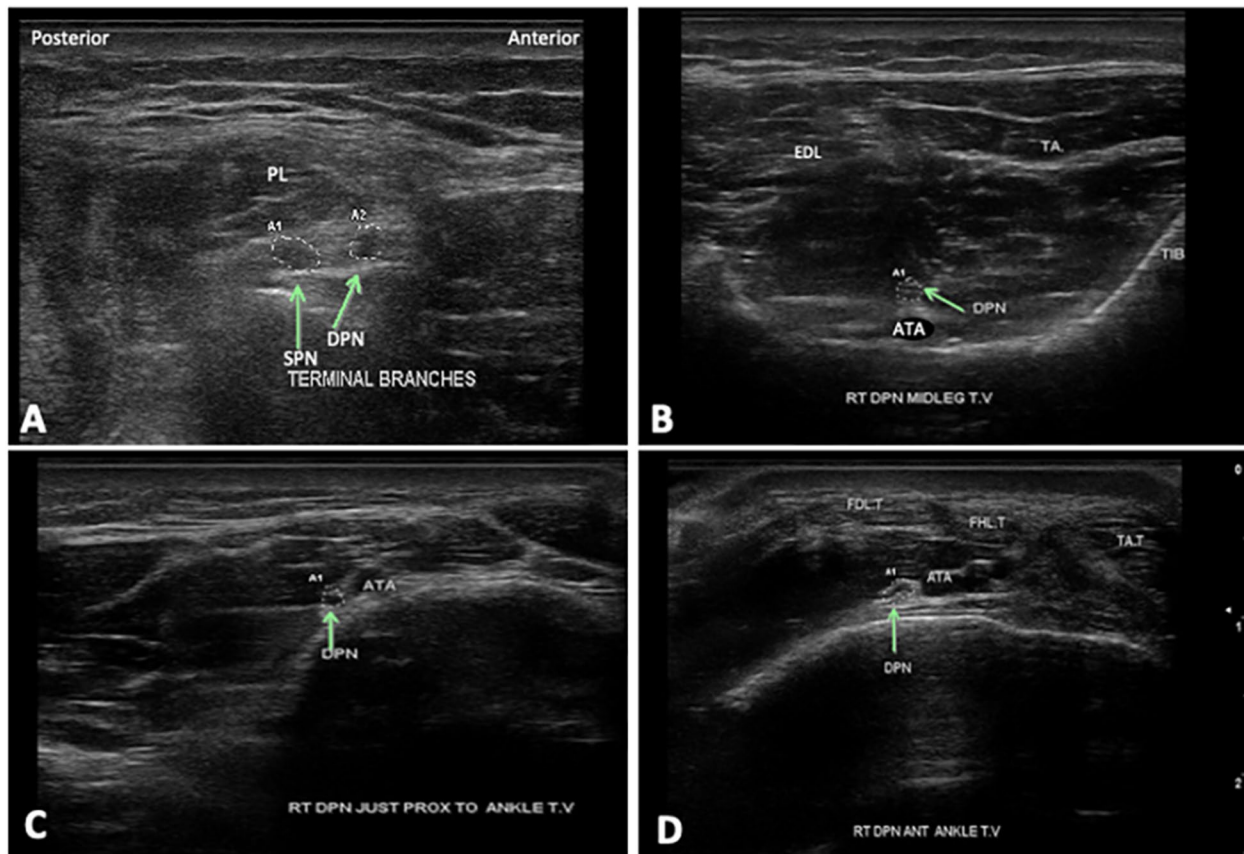 Posterior
Anterior
PL
A1
A2
SPN
DPN
TERMINAL BRANCHES
A
EDL
TA.
TIB
A1
DPN
ATA
RT DPN MIDLEG T.V
B
A1
ATA
DPN
RT DPN JUST PROX TO ANKLE T.V
C
0
FDL.T
FHL.T
TA.T
A1
ATA
1
DPN
2
RT DPN ANT ANKLE T.V
D